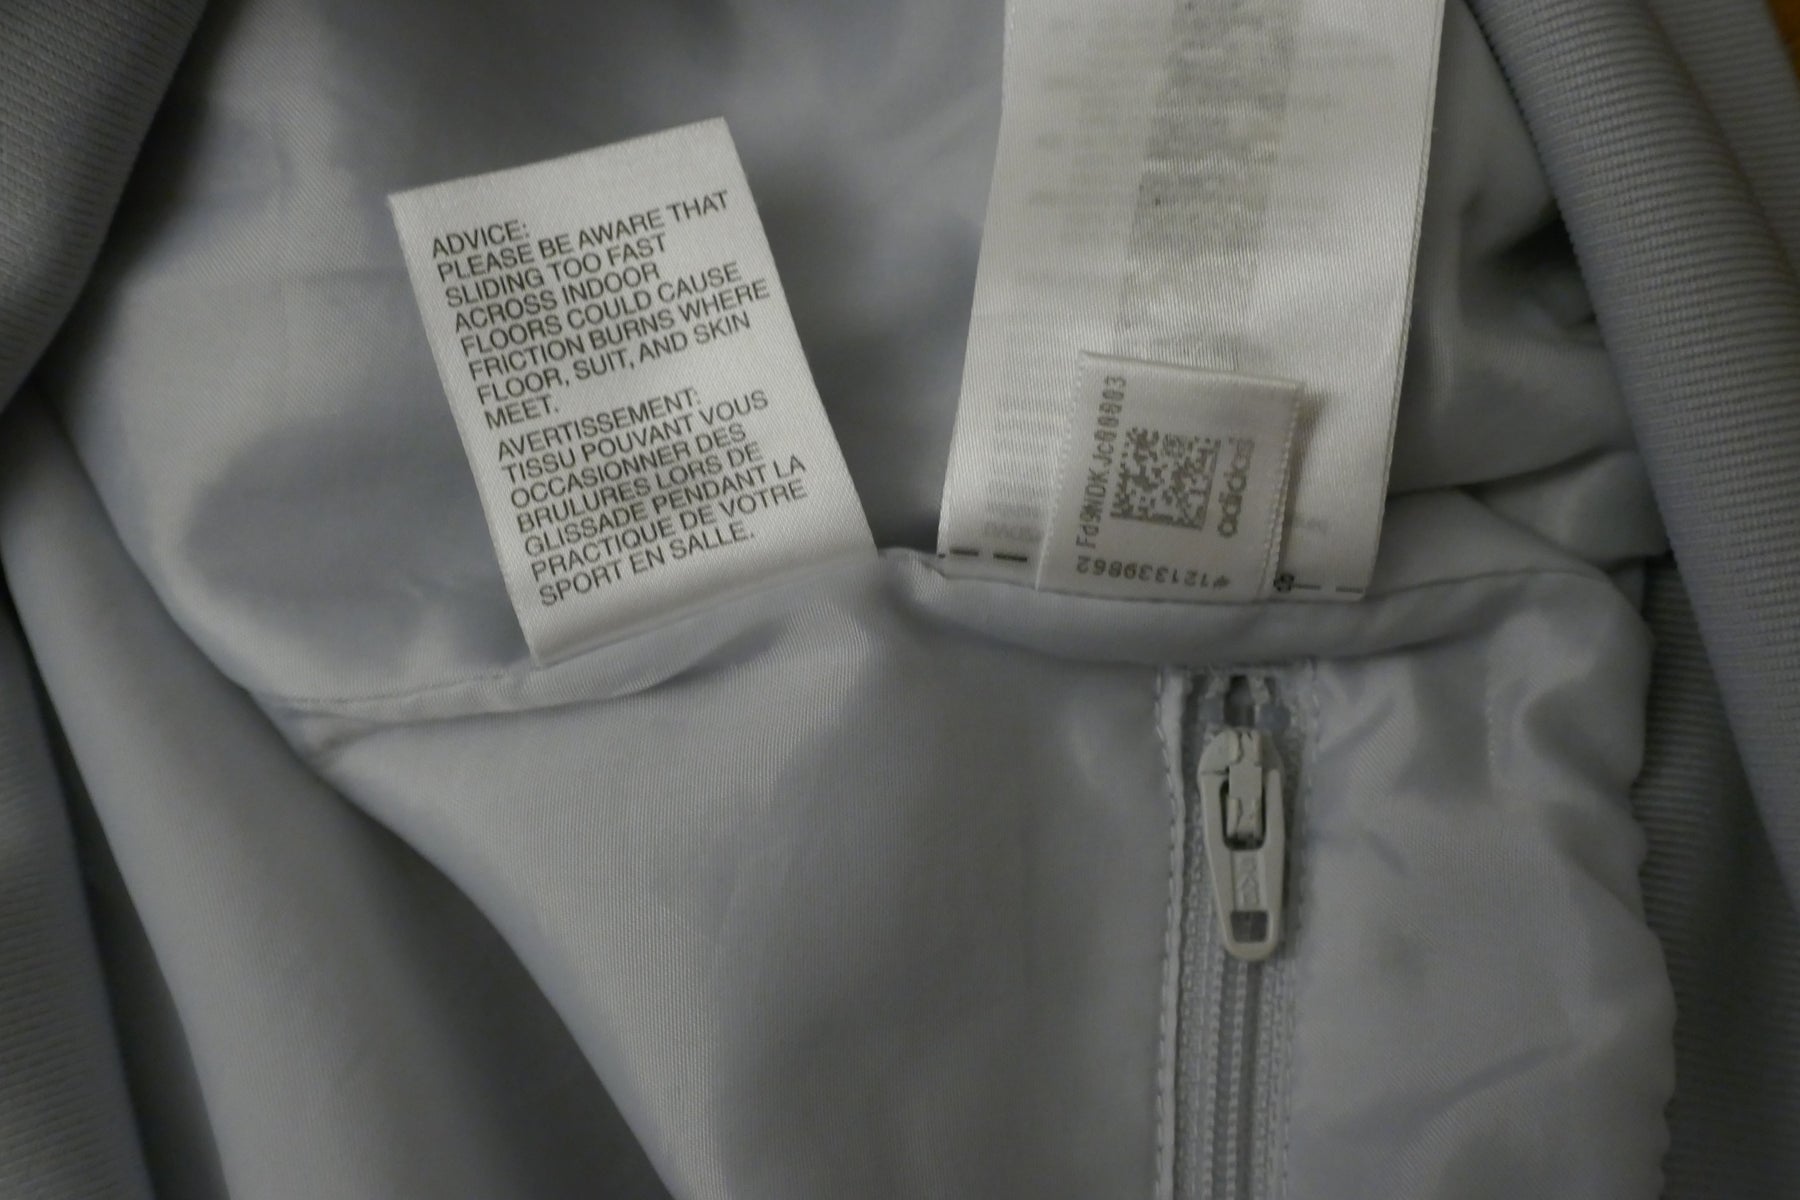 ADVICE:
PLEASE BE AWARE THAT
SLIDING TOO FAST
ACROSS INDOOR
FLOORS COULD CAUSE
FRICTION BURNS WHERE
FLOOR, SUIT, AND SKIN
MEET.
AVERTISSEMENT:
TISSU POUVANT VOUS
OCCASIONNER DES
BRULURES LORS DE
GLISSADE PENDANT LA
PRACTIQUE DE VOTRE
SPORT EN SALLE.
Fd9NDKJc00003
adidas
#121339862